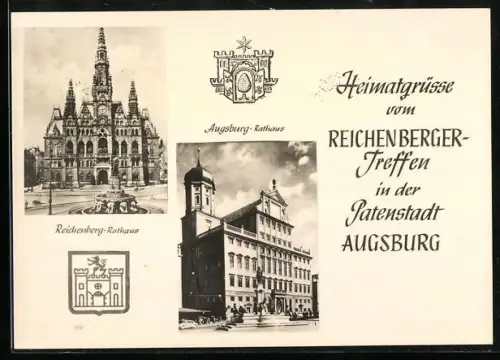 Augsburg-Rathaus
Reichenberg-Rathaus
Heimatgrüsse
vom
REICHENBERGER-
Treffen
in der
Patenstadt
AUGSBURG